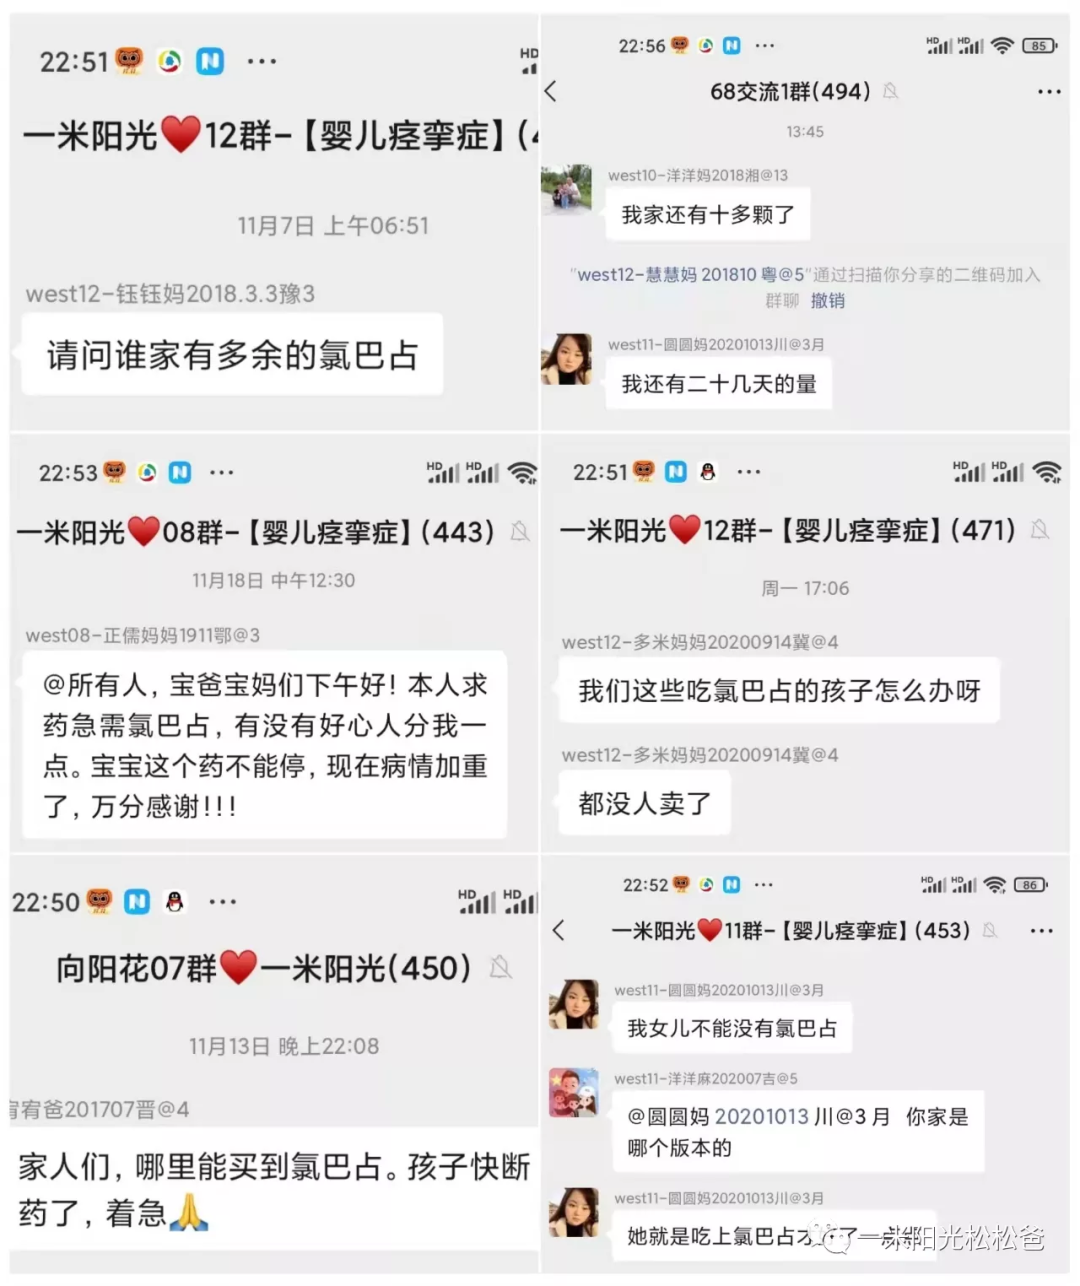 22:51
HD
一米阳光❤️12群-【婴儿痉挛症】(4
11月7日 上午06:51
west12-钰钰妈2018.3.3豫3
请问谁家有多余的氯巴占
22:56
HD HD 85
68交流1群(494)
13:45
west10-洋洋妈2018湘@13
我家还有十多颗了
"west12-慧慧妈 201810 粤@5"通过扫描你分享的二维码加入
群聊 撤销
west11-圆圆妈20201013川@3月
我还有二十几天的量
22:53
HD HD
一米阳光❤️08群-【婴儿痉挛症】(443)
11月18日 中午12:30
west08-正儒妈妈1911鄂@3
@所有人，宝爸宝妈们下午好！本人求
药急需氯巴占，有没有好心人分我一
点。宝宝这个药不能停，现在病情加重
了，万分感谢!!!
22:51
HD HD
一米阳光❤️12群-【婴儿痉挛症】(471)
周一 17:06
west12-多米妈妈20200914冀@4
我们这些吃氯巴占的孩子怎么办呀
west12-多米妈妈20200914冀@4
都没人卖了
22:50
HD HD
向阳花07群❤️一米阳光(450)
11月13日 晚上22:08
宥爸201707晋@4
家人们，哪里能买到氯巴占。孩子快断
药了，着急🙏
22:52
HD HD 86
一米阳光❤️11群-【婴儿痉挛症】(453)
west11-圆圆妈20201013川@3月
我女儿不能没有氯巴占
west11-洋洋麻202007吉@5
@圆圆妈 20201013 川@3 月 你家是
哪个版本的
west11-圆圆妈20201013川@3月
她就是吃上氯巴占才
一米阳光松松爸